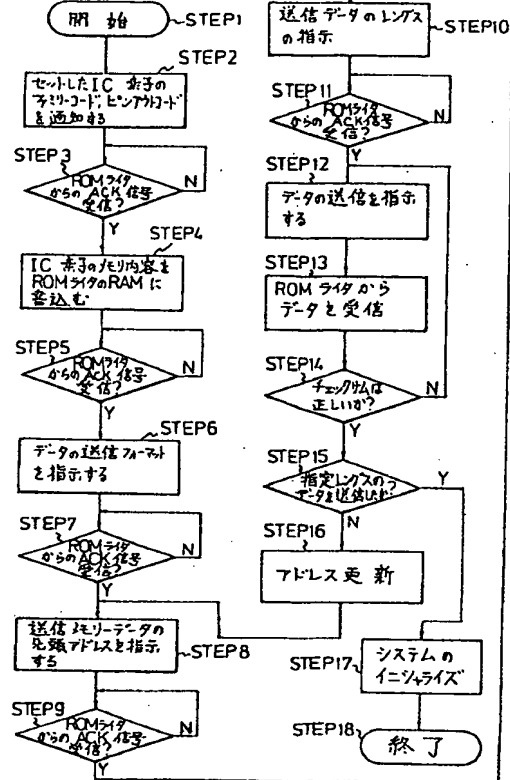 開始
STEP1
STEP2
セットしたIC 素子の
ファミリーコード,ピンアウトコード
を通知する
STEP3
ROMライタ
からのACK信号
受信?
N
Y
STEP4
IC 素子のメモリ内容を
ROMライタのRAMに
書込む
STEP5
ROMライタ
からのACK信号
受信?
N
Y
STEP6
データの送信フォーマット
を指示する
STEP7
ROMライタ
からのACK信号
受信?
N
Y
送信メモリーデータの
先頭アドレスを指示
する
STEP8
STEP9
ROMライタ
からのACK信号
受信?
N
Y
送信データのレングス
の指示
STEP10
STEP11
ROMライタ
からのACK信号
受信?
N
Y
STEP12
データの送信を指示
する
STEP13
ROMライタから
データを受信
STEP14
チェックサムは
正しいか?
N
Y
STEP15
指定レングスの
データを送信したか?
Y
N
STEP16
アドレス更新
STEP17
システムの
イニシャライズ
STEP18
終了